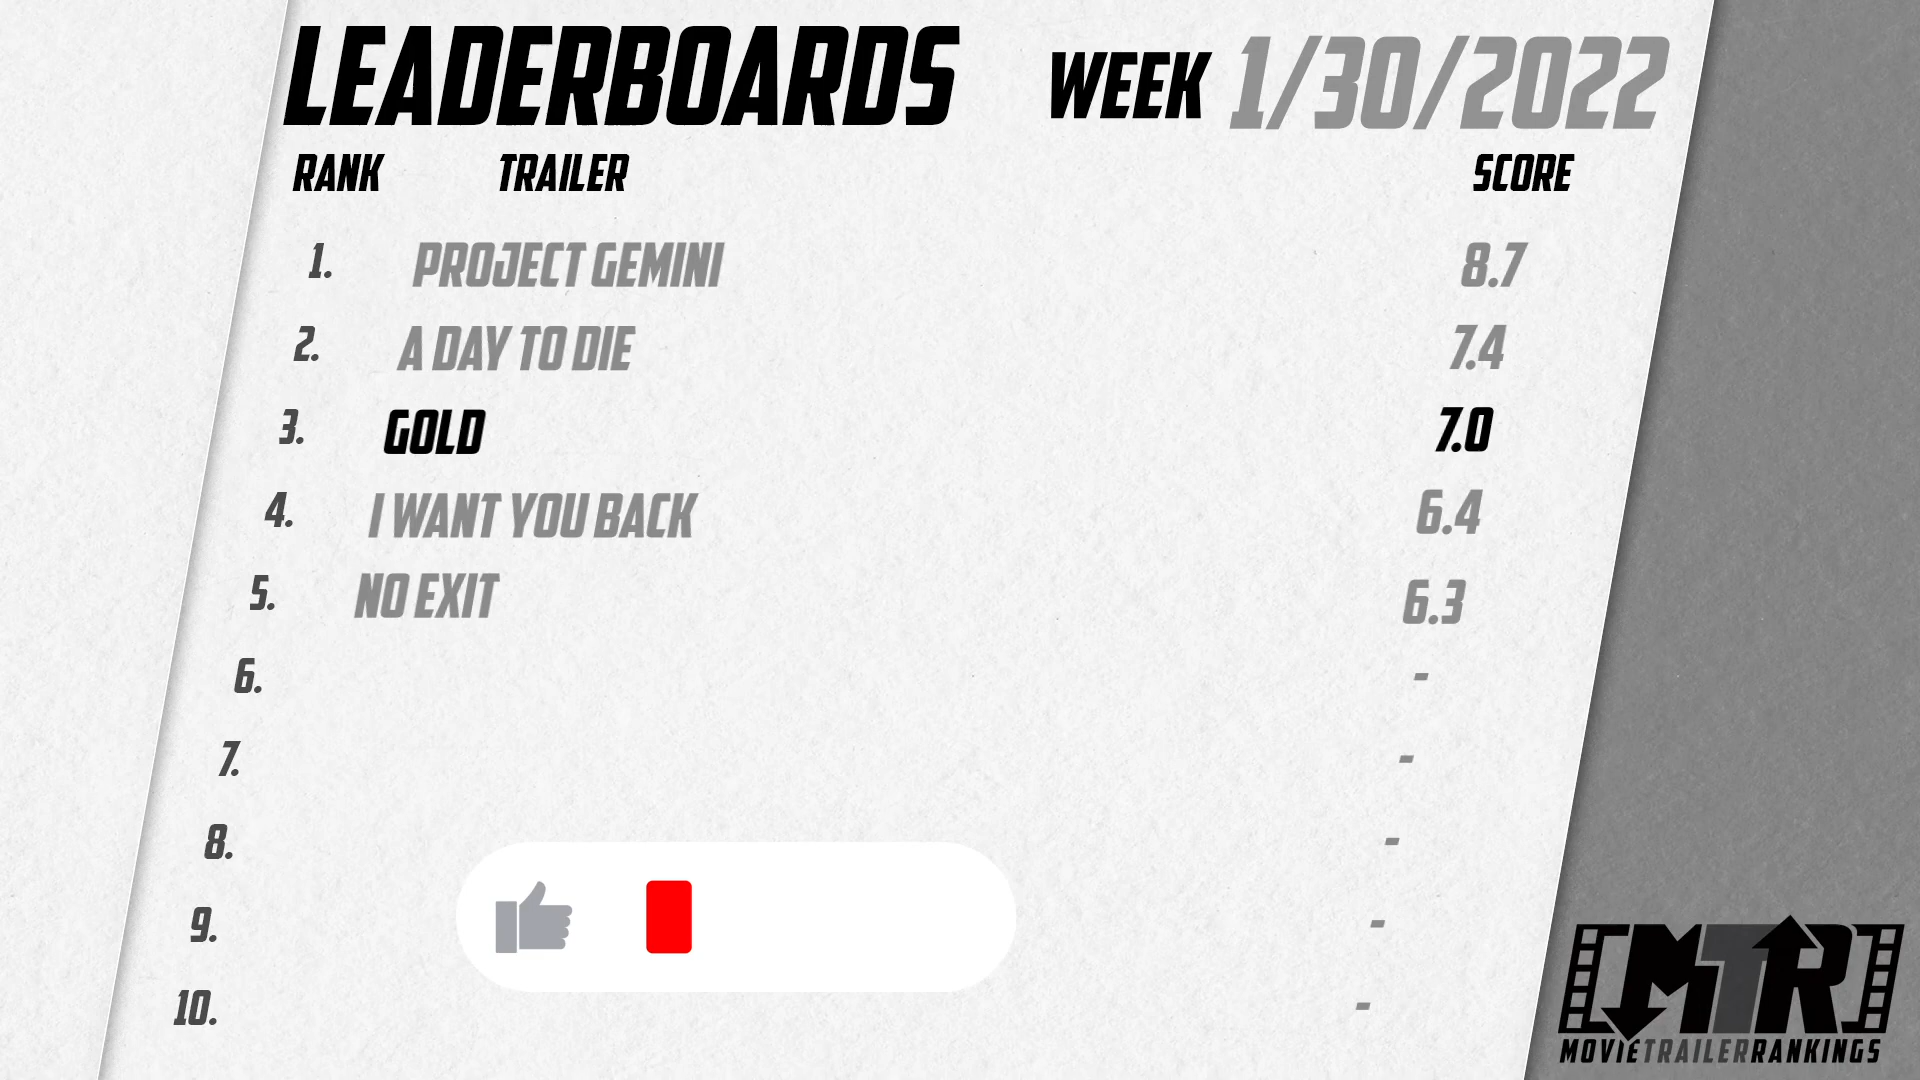 LEADERBOARDS WEEK 1/30/2022
RANK TRAILER SCORE
1. PROJECT GEMINI 8.7
2. A DAY TO DIE 7.4
3. GOLD 7.0
4. I WANT YOU BACK 6.4
5. NO EXIT 6.3
6. -
7. -
8. -
9. -
10. -
MTR
MOVIETRAILERRANKINGS